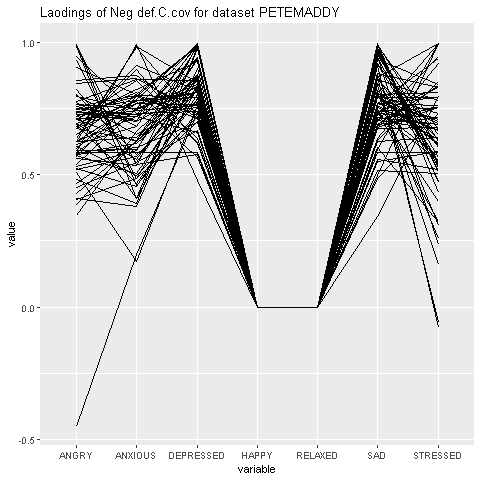 Laodings of Neg def.C.cov for dataset PETEMADDY
1.0
0.5
0.0
-0.5
value
ANGRY ANXIOUS DEPRESSED HAPPY RELAXED SAD STRESSED
variable